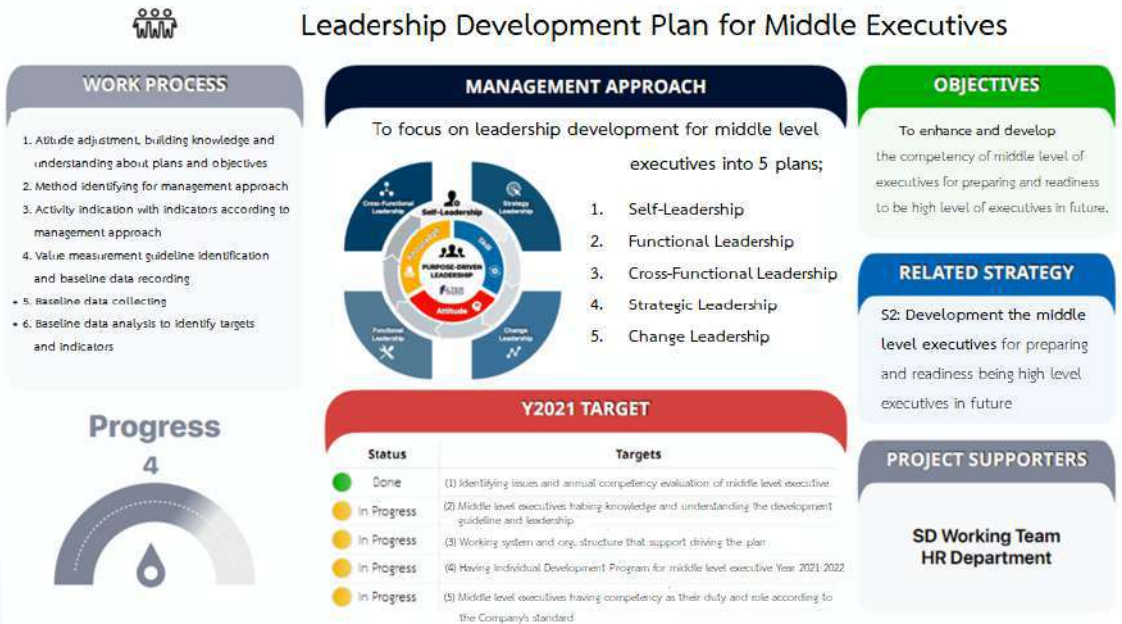 Leadership Development Plan for Middle Executives
WORK PROCESS
1. Atitude adjustment, building knowledge and
understanding about plans and objectives
2. Method identifying for management approach
3. Activity indication with indicators according to
management approach
4. Value measurement guideline identification
and baseline data recording
• 5. Baseline data collecting
• 6. Baseline data analysis to identify targets
and indicators
Progress
4
MANAGEMENT APPROACH
To focus on leadership development for middle level
executives into 5 plans;
1. Self-Leadership
2. Functional Leadership
3. Cross-Functional Leadership
4. Strategic Leadership
5. Change Leadership
Cross-Functional
Leadership
Self-Leadership
Strategy
Leadership
Knowledge
Skill
PURPOSE-DRIVEN
LEADERSHIP
Attitude
Functional
Leadership
Change
Leadership
Y2021 TARGET
Status Targets
Done (1) Identifying issues and annual competency evaluation of middle level executive
In Progress (2) Middle level executives habing knowledge and understanding the development
guideline and leadership
In Progress (3) Working system and org. structure that support driving the plan
In Progress (4) Having Individual Development Program for middle level executive Year 2021-2022
In Progress (5) Middle level executives having competency as their duty and role according to
the Company's standard
OBJECTIVES
To enhance and develop
the competency of middle level of
executives for preparing and readiness
to be high level of executives in future.
RELATED STRATEGY
S2: Development the middle
level executives for preparing
and readiness being high level
executives in future
PROJECT SUPPORTERS
SD Working Team
HR Department